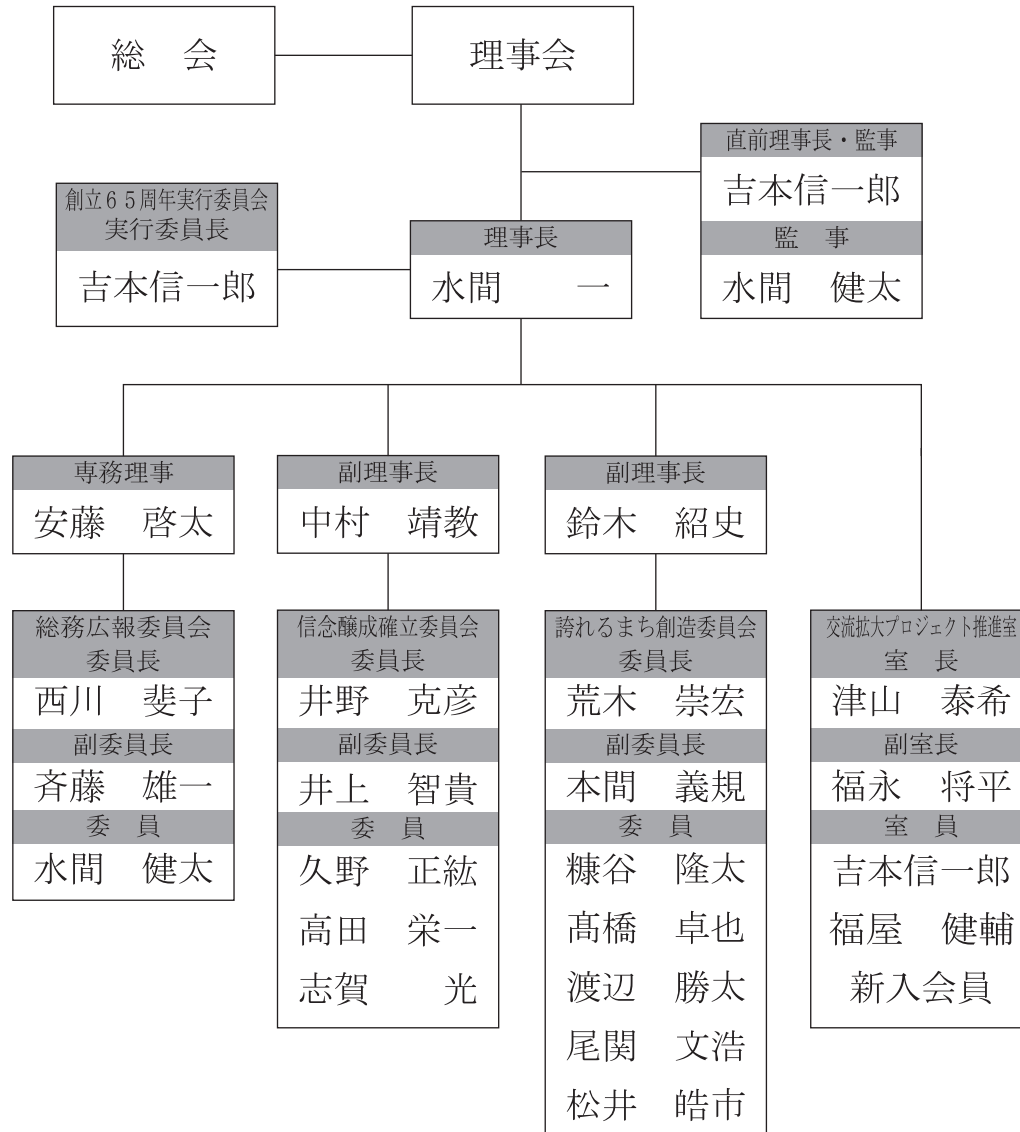 総　会
理事会
直前理事長・監事
吉本信一郎
監　事
水間　健太
創立６５周年実行委員会
実行委員長
吉本信一郎
理事長
水間　　一
専務理事
安藤　啓太
総務広報委員会
委員長
西川　斐子
副委員長
斉藤　雄一
委　員
水間　健太
副理事長
中村　靖教
信念醸成確立委員会
委員長
井野　克彦
副委員長
井上　智貴
委　員
久野　正紘
高田　栄一
志賀　　光
副理事長
鈴木　紹史
誇れるまち創造委員会
委員長
荒木　崇宏
副委員長
本間　義規
委　員
糠谷　隆太
髙橋　卓也
渡辺　勝太
尾関　文浩
松井　皓市
交流拡大プロジェクト推進室
室　長
津山　泰希
副室長
福永　将平
室　員
吉本信一郎
福屋　健輔
新入会員